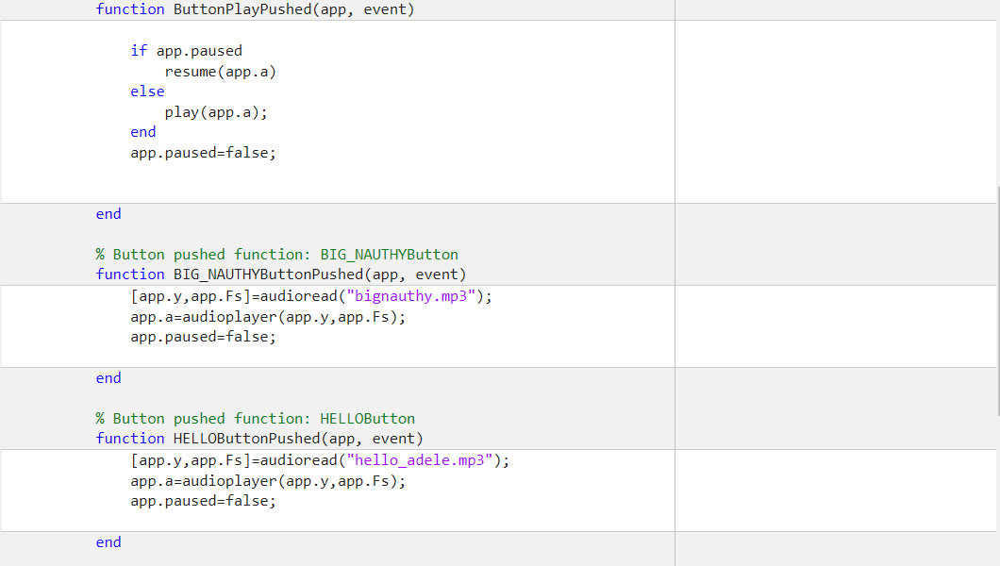 function ButtonPlayPushed(app, event)
if app.paused
resume(app.a)
else
play(app.a);
end
app.paused=false;
end
% Button pushed function: BIG_NAUTHYButton
function BIG_NAUTHYButtonPushed(app, event)
[app.y,app.Fs]=audioread("bignauthy.mp3");
app.a=audioplayer(app.y,app.Fs);
app.paused=false;
end
% Button pushed function: HELLOButton
function HELLOButtonPushed(app, event)
[app.y,app.Fs]=audioread("hello_adele.mp3");
app.a=audioplayer(app.y,app.Fs);
app.paused=false;
end